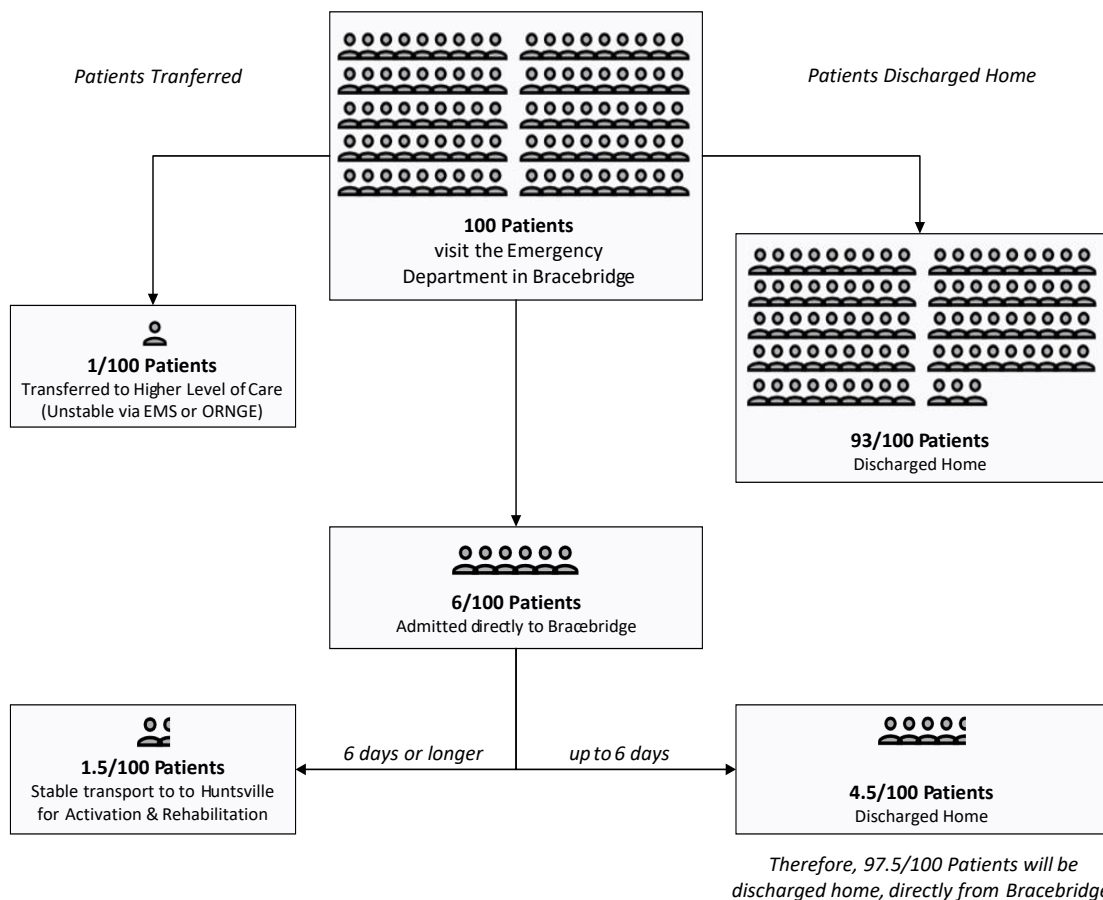 Patients Tranferred
Patients Discharged Home
100 Patients
visit the Emergency
Department in Bracebridge
1/100 Patients
Transferred to Higher Level of Care
(Unstable via EMS or ORNGE)
93/100 Patients
Discharged Home
6/100 Patients
Admitted directly to Bracebridge
6 days or longer
up to 6 days
1.5/100 Patients
Stable transport to to Huntsville
for Activation & Rehabilitation
4.5/100 Patients
Discharged Home
Therefore, 97.5/100 Patients will be
discharged home, directly from Bracebridge